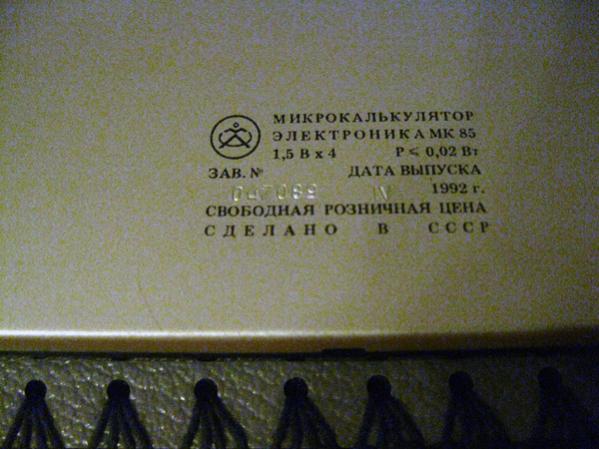 МИКРОКАЛЬКУЛЯТОР
ЭЛЕКТРОНИКА МК 85
1,5 В х 4 Р ⩽ 0,02 Вт
ЗАВ. № ДАТА ВЫПУСКА
1992 г.
СВОБОДНАЯ РОЗНИЧНАЯ ЦЕНА
СДЕЛАНО В СССР